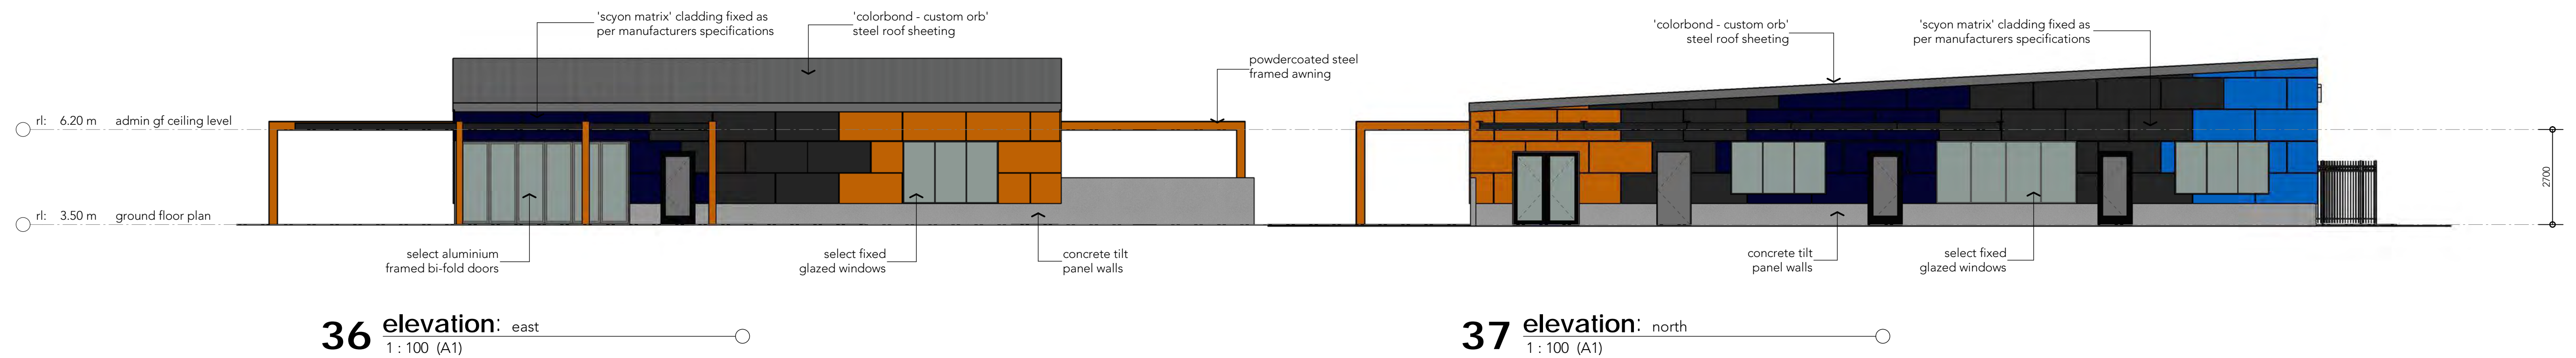 'scyon matrix' cladding fixed as
per manufacturers specifications
'colorbond - custom orb'
steel roof sheeting
powdercoated steel
framed awning
rl: 6.20 m admin gf ceiling level
rl: 3.50 m ground floor plan
select aluminium
framed bi-fold doors
select fixed
glazed windows
concrete tilt
panel walls
36 elevation: east
1 : 100 (A1)
'colorbond - custom orb'
steel roof sheeting
'scyon matrix' cladding fixed as
per manufacturers specifications
2700
concrete tilt
panel walls
select fixed
glazed windows
37 elevation: north
1 : 100 (A1)